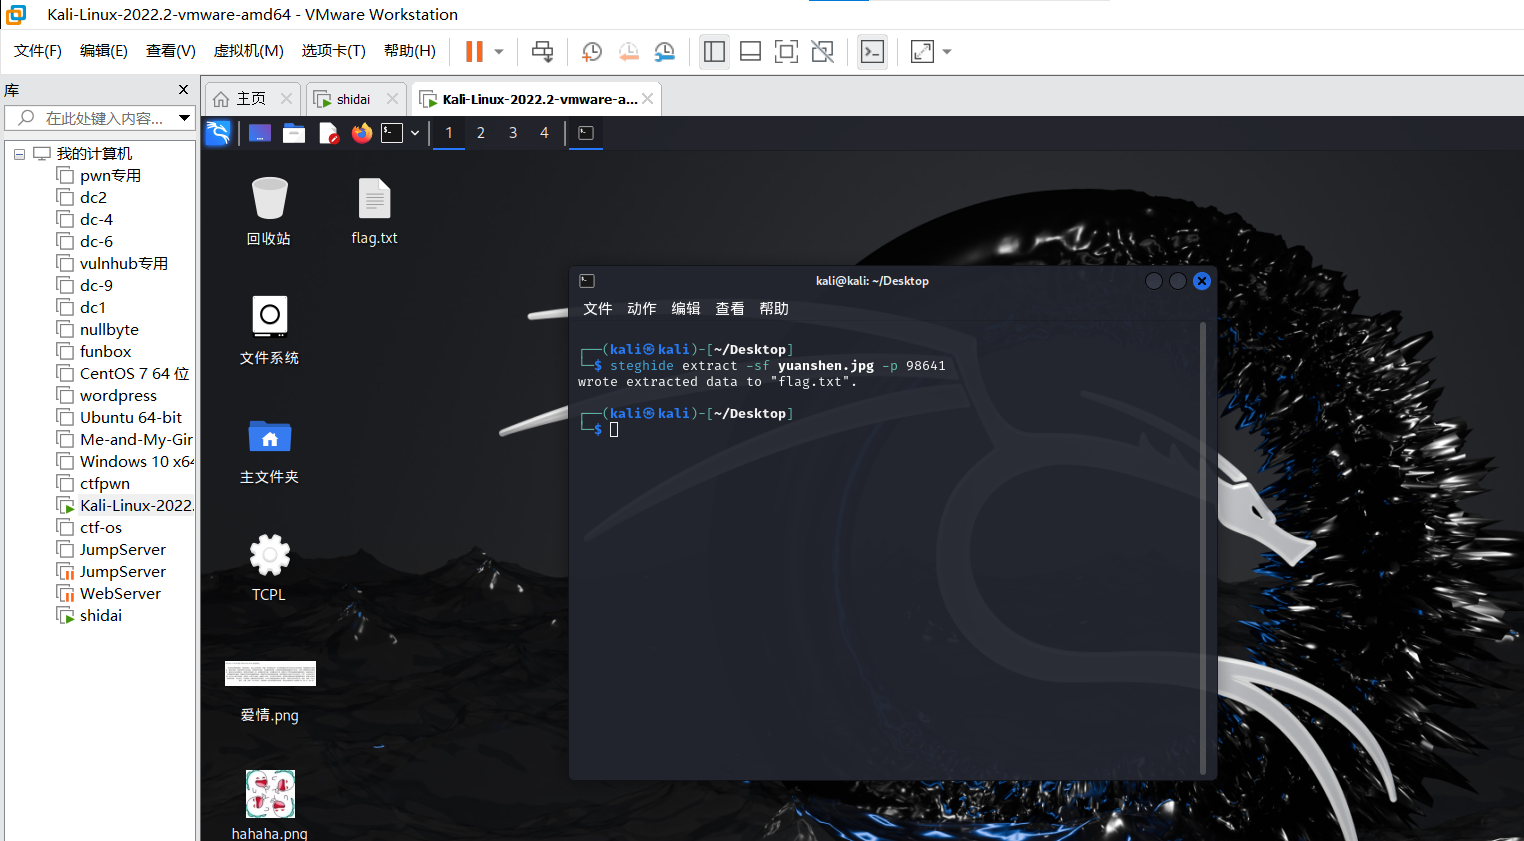 Kali-Linux-2022.2-vmware-amd64 - VMware Workstation
文件(F) 编辑(E) 查看(V) 虚拟机(M) 选项卡(T) 帮助(H)
库
在此处键入内容...
我的计算机
pwn专用
dc2
dc-4
dc-6
vulnhub专用
dc-9
dc1
nullbyte
funbox
CentOS 7 64 位
wordpress
Ubuntu 64-bit
Me-and-My-Gir
Windows 10 x64
ctfpwn
Kali-Linux-2022.
ctf-os
JumpServer
JumpServer
WebServer
shidai
主页 shidai Kali-Linux-2022.2-vmware-a...
1 2 3 4
回收站
flag.txt
文件系统
主文件夹
TCPL
爱情.png
hahaha.png
kali@kali: ~/Desktop
文件 动作 编辑 查看 帮助
┌──(kali㉿kali)-[~/Desktop]
└─$ steghide extract -sf yuanshen.jpg -p 98641
wrote extracted data to "flag.txt".
┌──(kali㉿kali)-[~/Desktop]
└─$